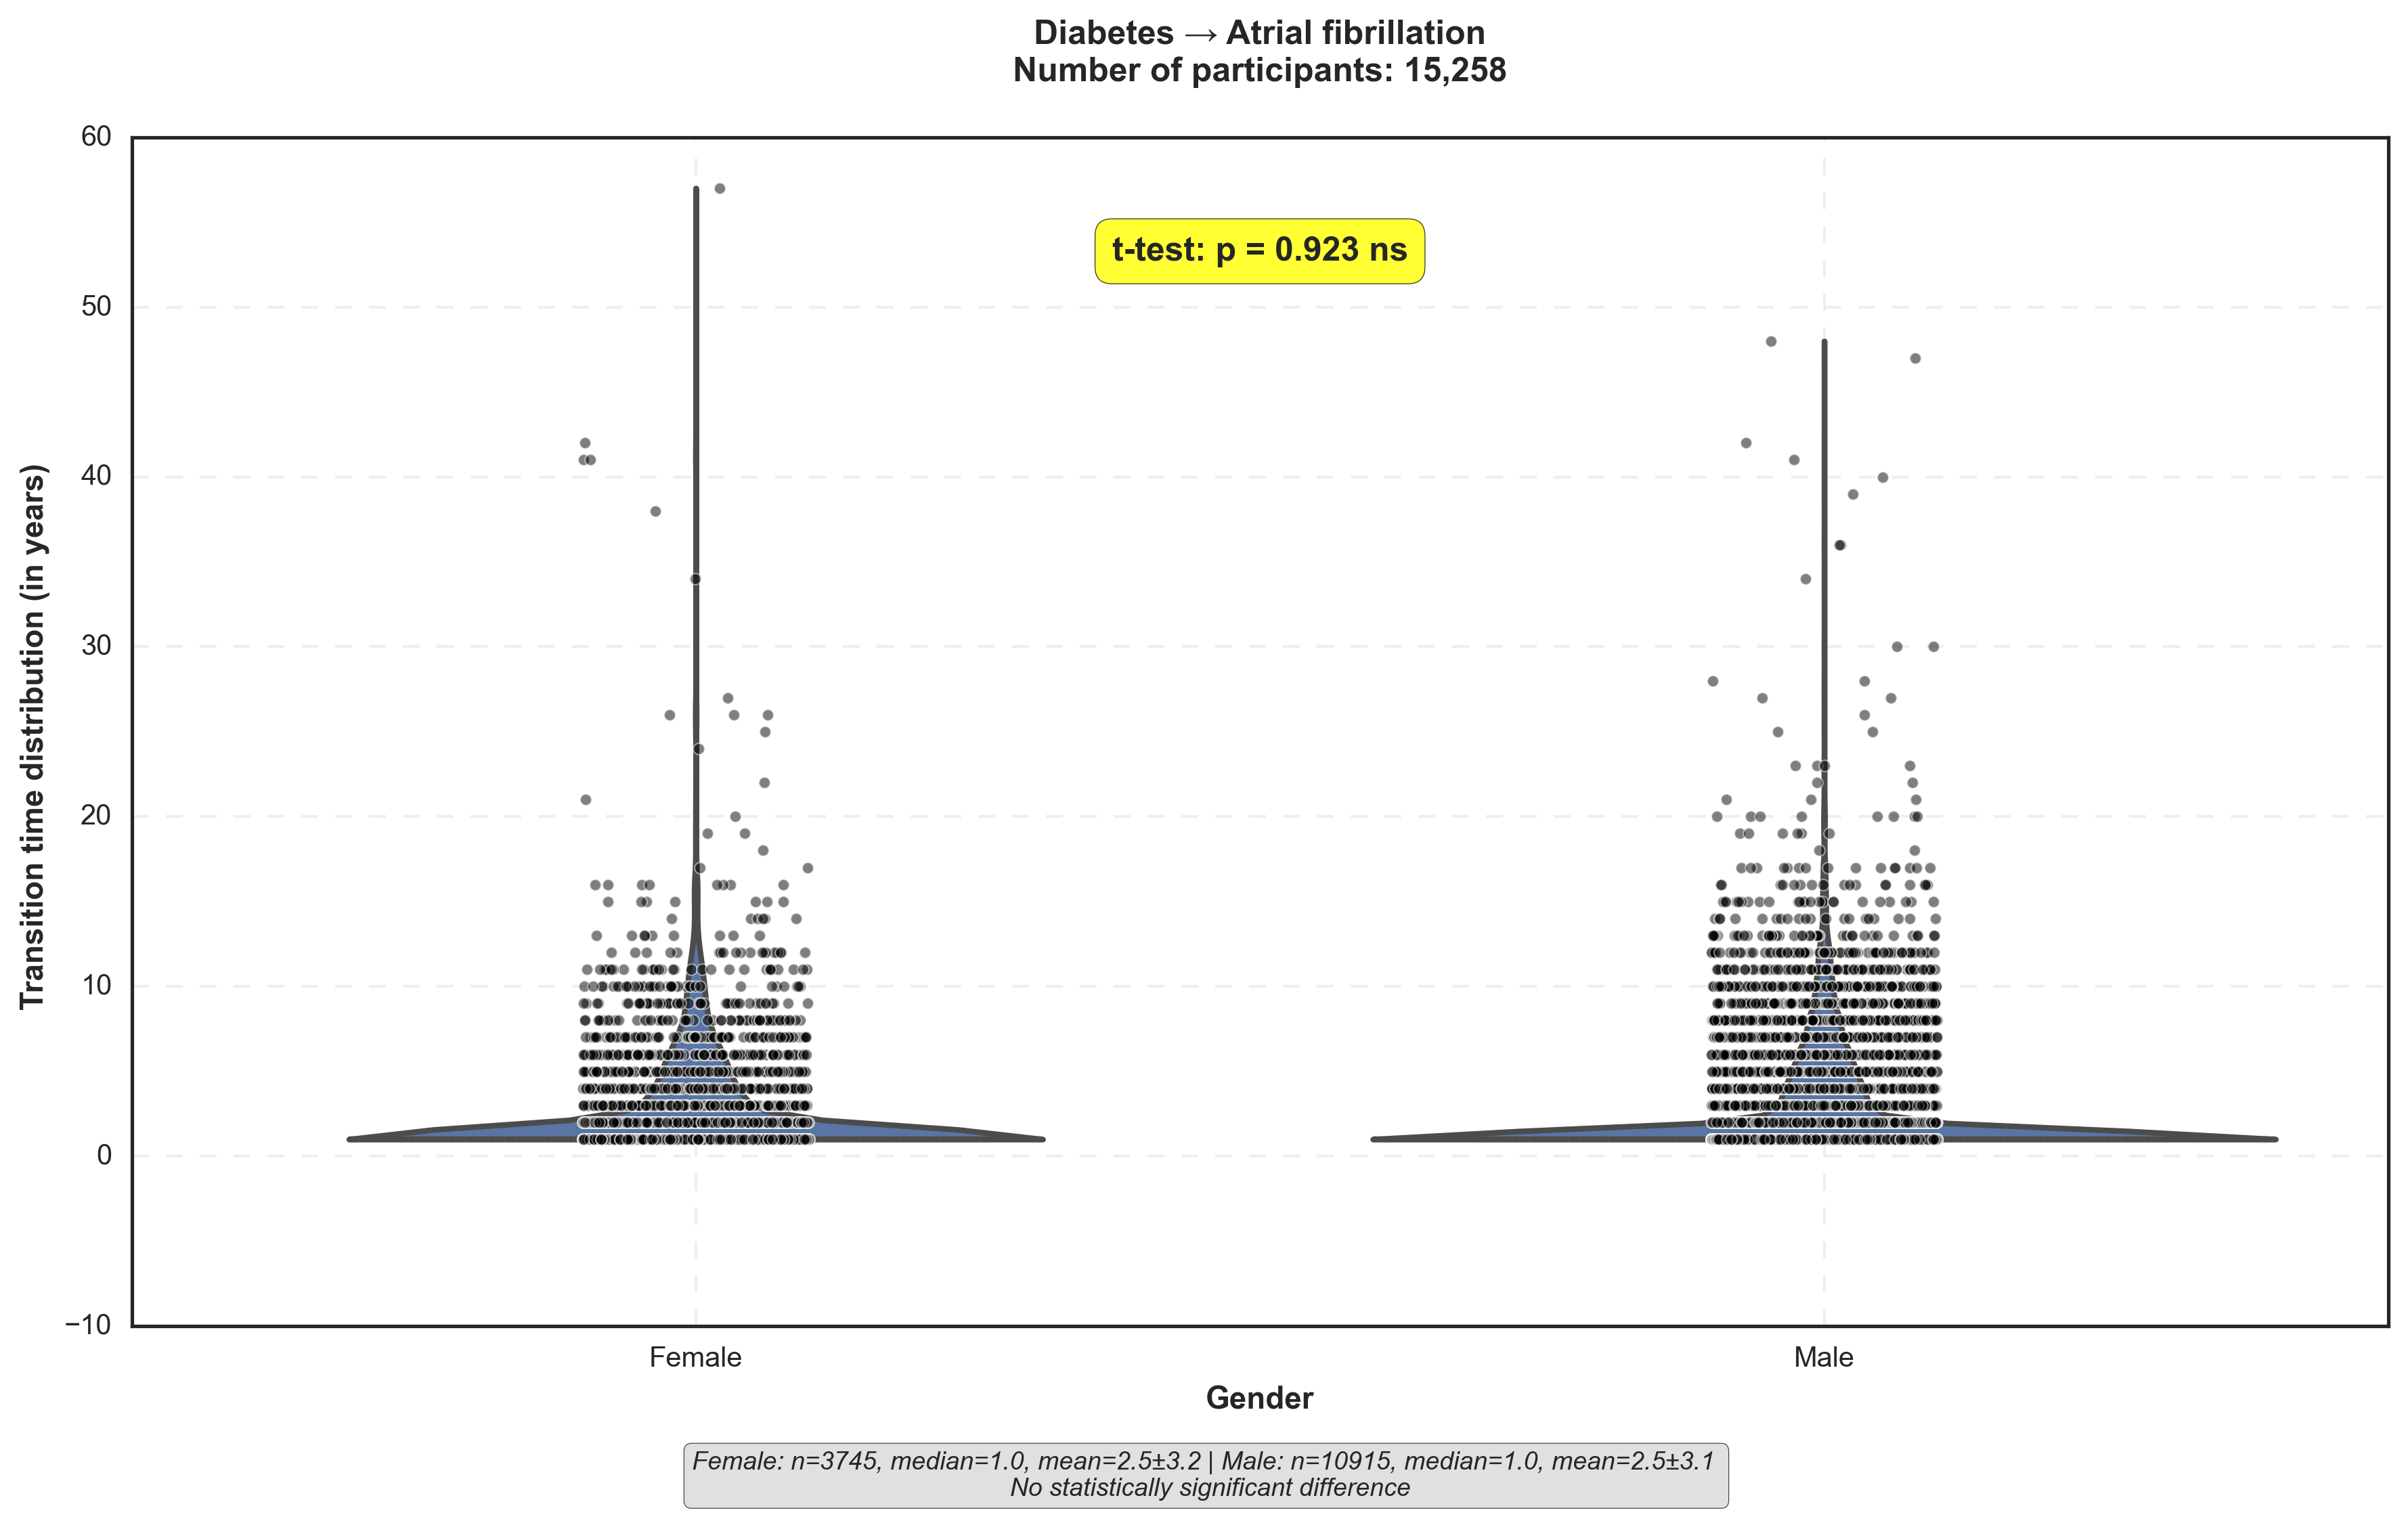 Diabetes → Atrial fibrillation
Number of participants: 15,258
60
50
40
30
20
10
0
−10
Transition time distribution (in years)
t-test: p = 0.923 ns
Female
Male
Gender
Female: n=3745, median=1.0, mean=2.5±3.2 | Male: n=10915, median=1.0, mean=2.5±3.1
No statistically significant difference